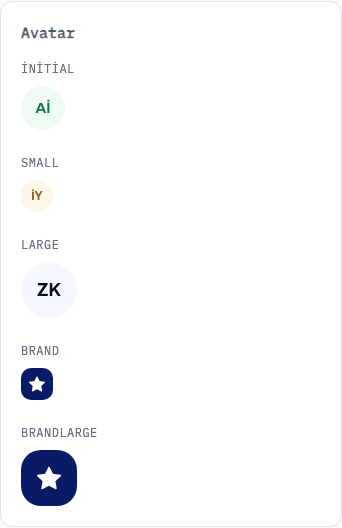 Avatar
İNİTİAL
Aİ
SMALL
İY
LARGE
ZK
BRAND
BRANDLARGE